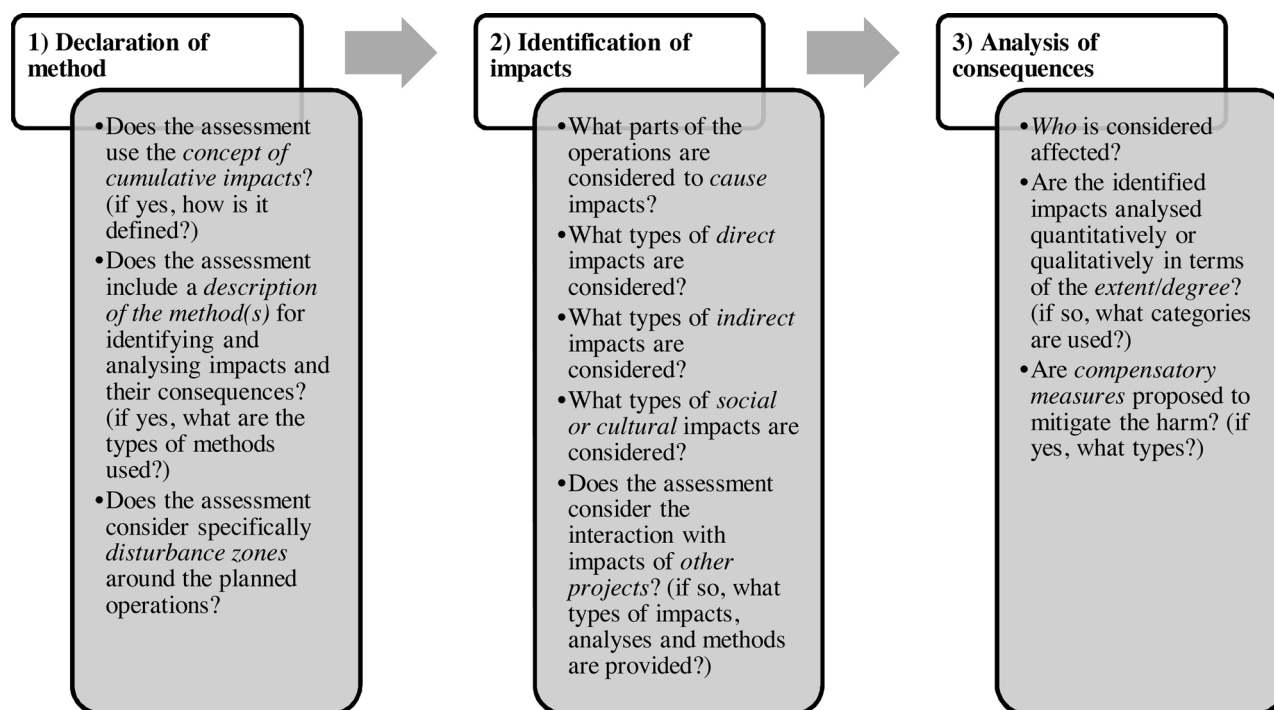 1) Declaration of
method
•Does the assessment
use the concept of
cumulative impacts?
(if yes, how is it
defined?)
•Does the assessment
include a description
of the method(s) for
identifying and
analysing impacts and
their consequences?
(if yes, what are the
types of methods
used?)
•Does the assessment
consider specifically
disturbance zones
around the planned
operations?
2) Identification of
impacts
•What parts of the
operations are
considered to cause
impacts?
•What types of direct
impacts are
considered?
•What types of indirect
impacts are
considered?
•What types of social
or cultural impacts are
considered?
•Does the assessment
consider the
interaction with
impacts of other
projects? (if so, what
types of impacts,
analyses and methods
are provided?)
3) Analysis of
consequences
•Who is considered
affected?
•Are the identified
impacts analysed
quantitatively or
qualitatively in terms
of the extent/degree?
(if so, what categories
are used?)
•Are compensatory
measures proposed to
mitigate the harm? (if
yes, what types?)